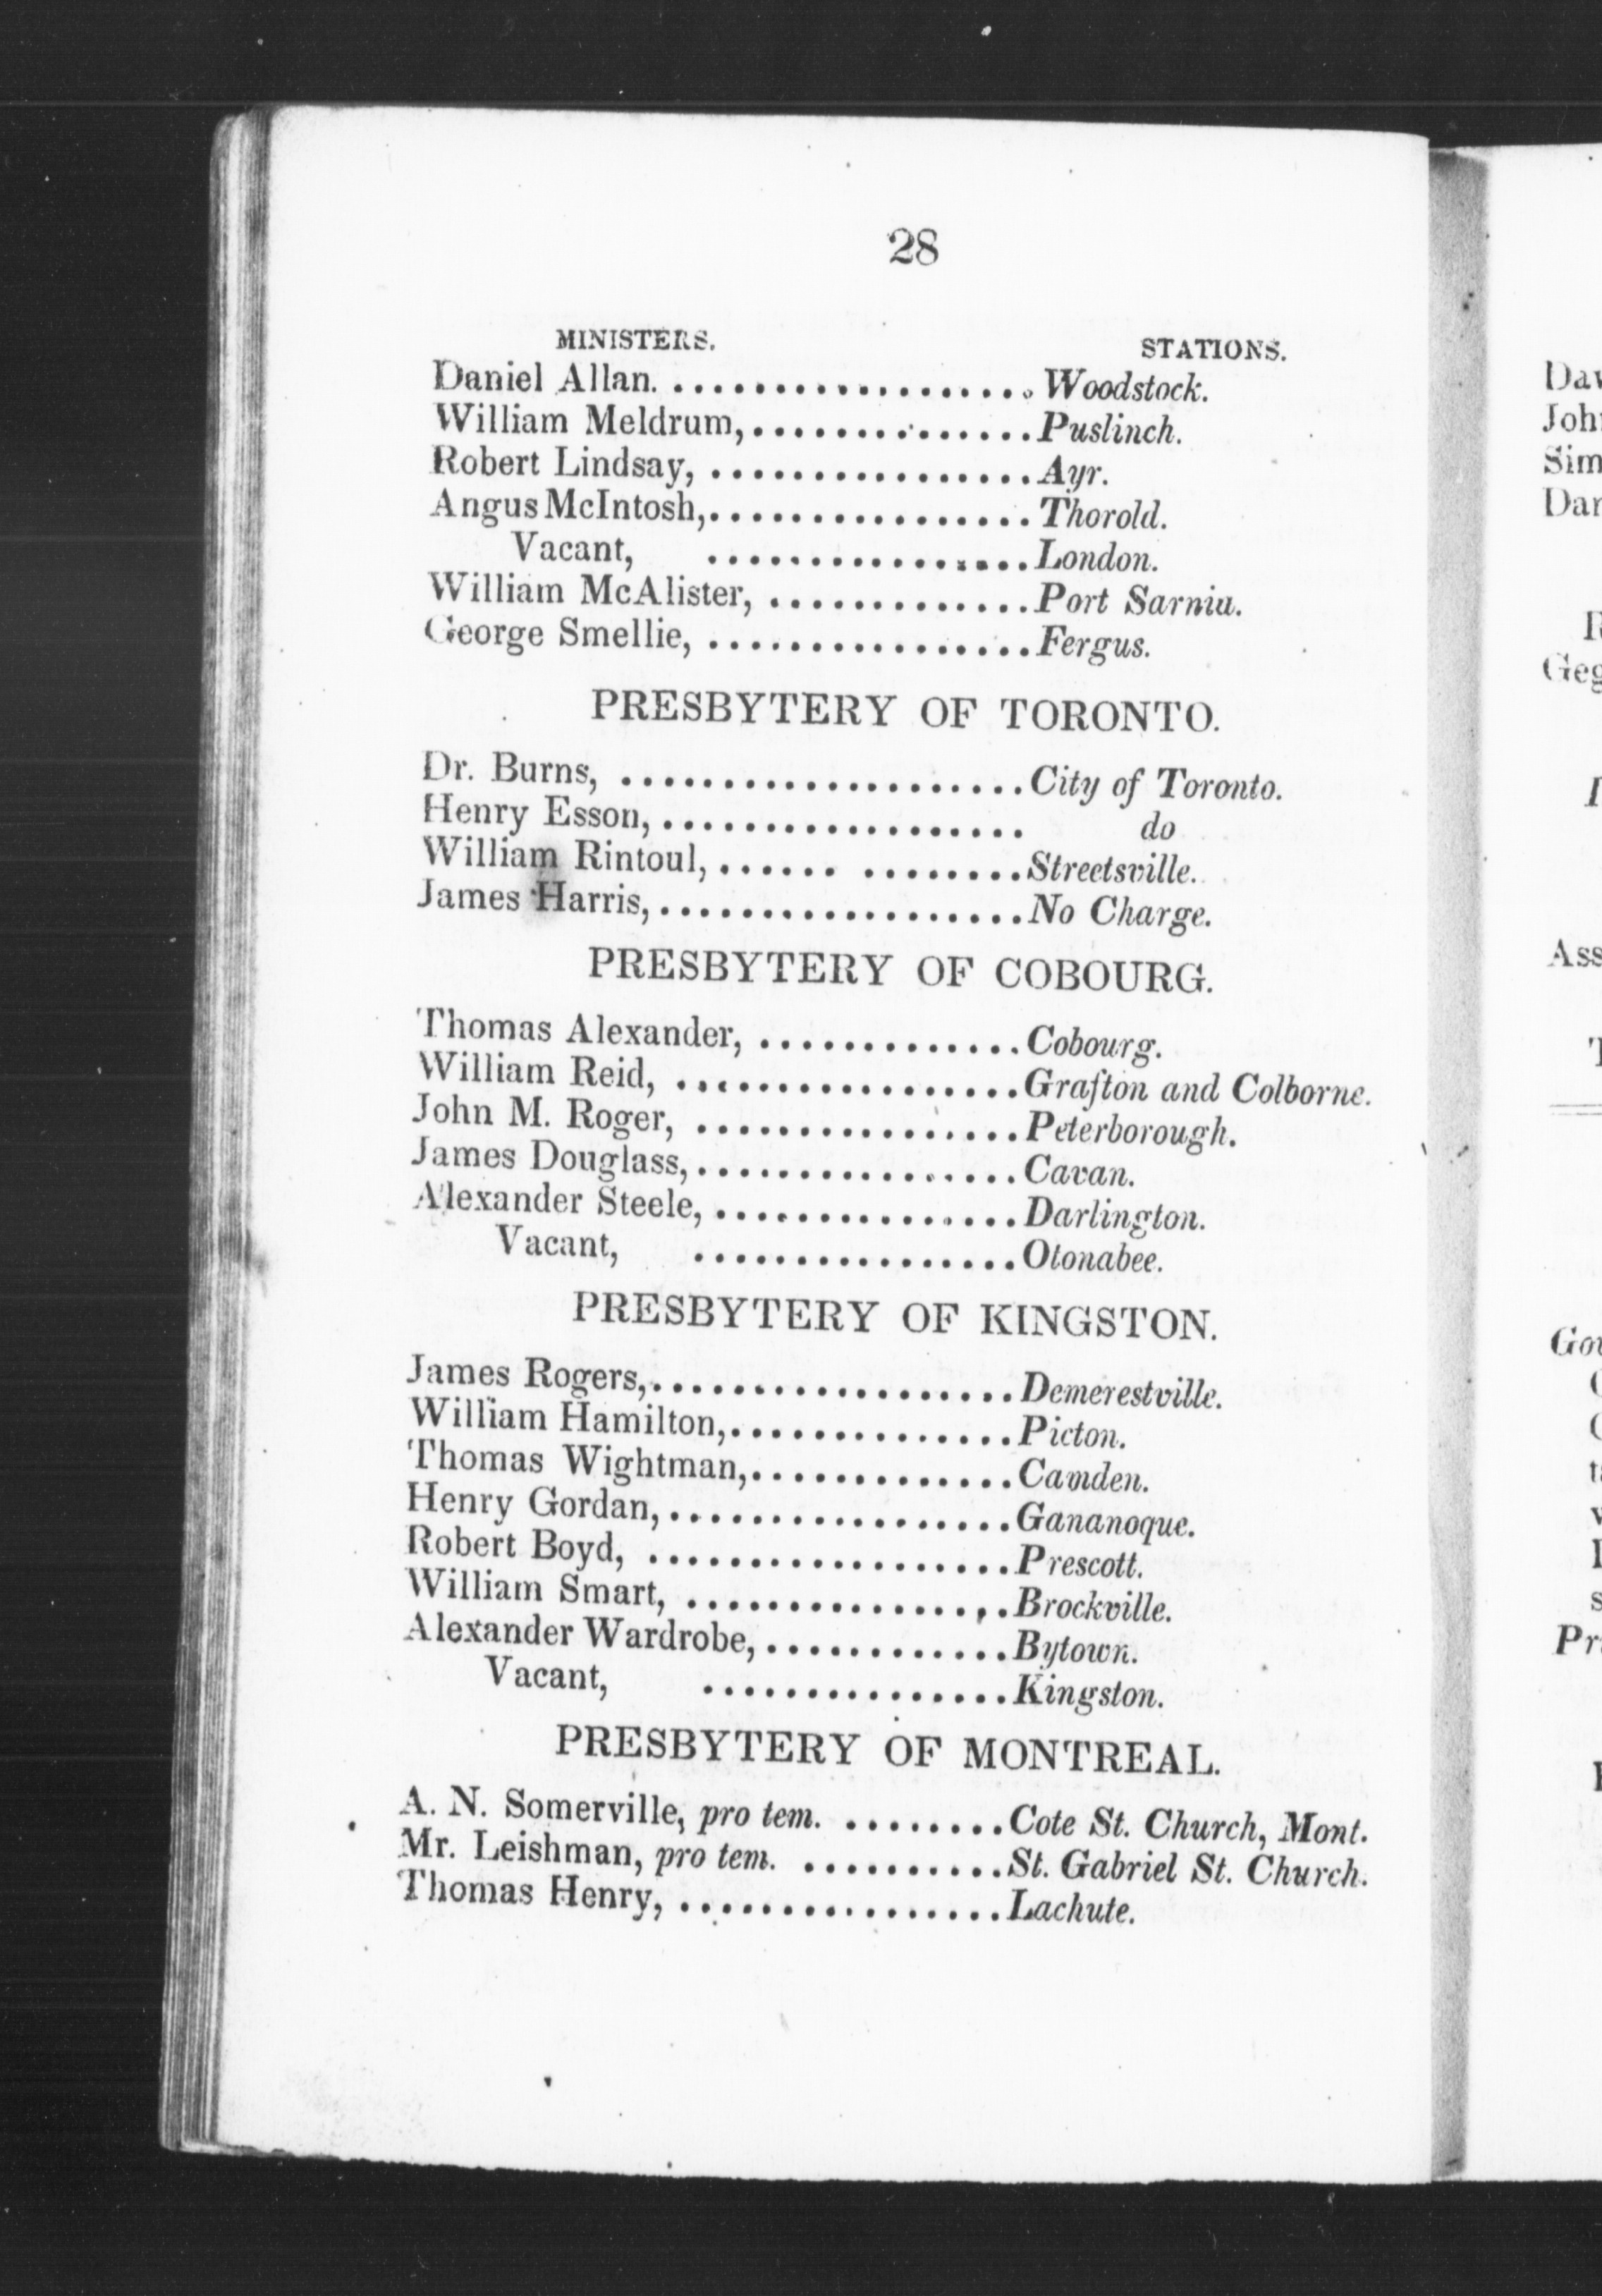 28
MINISTERS. STATIONS.
Daniel Allan. ................... Woodstock.
William Meldrum, .............. Puslinch.
Robert Lindsay, ................ Ayr.
Angus McIntosh, ................ Thorold.
Vacant, ................ London.
William McAlister, ............. Port Sarnia.
George Smellie, ................ Fergus.
PRESBYTERY OF TORONTO.
Dr. Burns, .................... City of Toronto.
Henry Esson, .................. do
William Rintoul, ...... ........ Streetsville.
James Harris, .................. No Charge.
PRESBYTERY OF COBOURG.
Thomas Alexander, ............. Cobourg.
William Reid, ................. Grafton and Colborne.
John M. Roger, ................ Peterborough.
James Douglass, ................ Cavan.
Alexander Steele, ............... Darlington.
Vacant, ................ Otonabee.
PRESBYTERY OF KINGSTON.
James Rogers, .................. Demerestville.
William Hamilton, .............. Picton.
Thomas Wightman, ............. Camden.
Henry Gordan, ................. Gananoque.
Robert Boyd, .................. Prescott.
William Smart, ................ Brockville.
Alexander Wardrobe, ............ Bytown.
Vacant, ............... Kingston.
PRESBYTERY OF MONTREAL.
A. N. Somerville, pro tem. ........ Cote St. Church, Mont.
Mr. Leishman, pro tem. .......... St. Gabriel St. Church.
Thomas Henry, ................ Lachute.